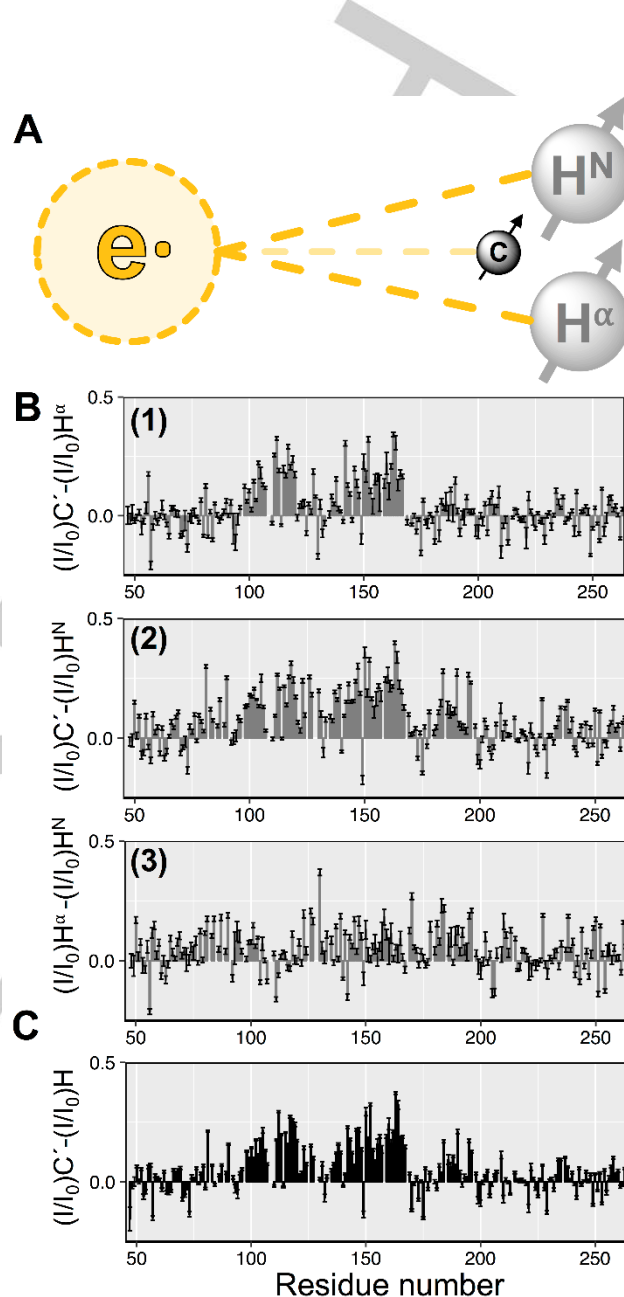 A
e·
H^N
C
H^α
B
(1)
(I/I₀)C′-(I/I₀)H^α
0.5
0.0
50 100 150 200 250
(2)
(I/I₀)C′-(I/I₀)H^N
0.5
0.0
50 100 150 200 250
(3)
(I/I₀)H^α-(I/I₀)H^N
0.5
0.0
50 100 150 200 250
C
(I/I₀)C′-(I/I₀)H
0.5
0.0
50 100 150 200 250
Residue number